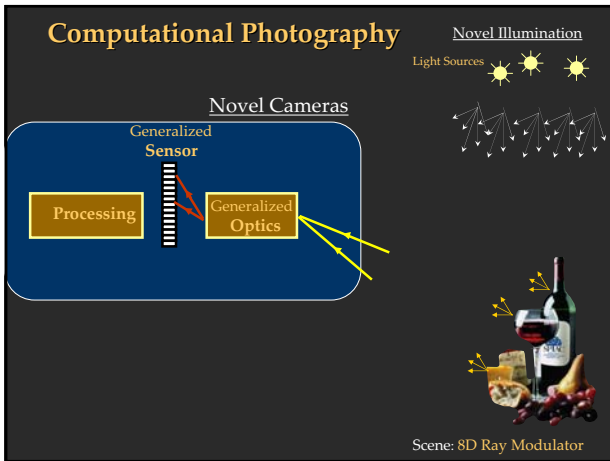 Computational Photography
Novel Illumination
Light Sources
Novel Cameras
Generalized
Sensor
Processing
Generalized
Optics
Scene: 8D Ray Modulator